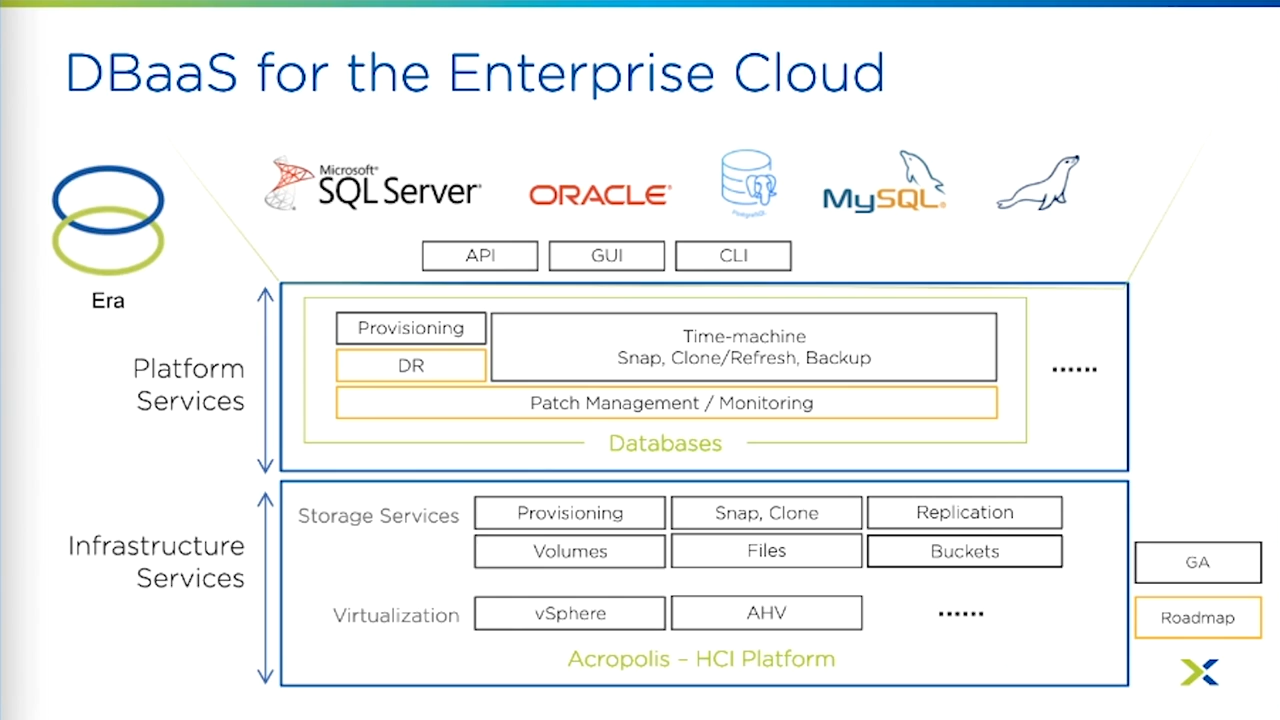 DBaaS for the Enterprise Cloud
Microsoft®
SQL Server®
ORACLE®
PostgreSQL
MySQL®
Era
API
GUI
CLI
Platform
Services
Provisioning
DR
Time-machine
Snap, Clone/Refresh, Backup
Patch Management / Monitoring
Databases
......
Infrastructure
Services
Storage Services
Provisioning
Snap, Clone
Replication
Volumes
Files
Buckets
Virtualization
vSphere
AHV
......
Acropolis – HCI Platform
GA
Roadmap